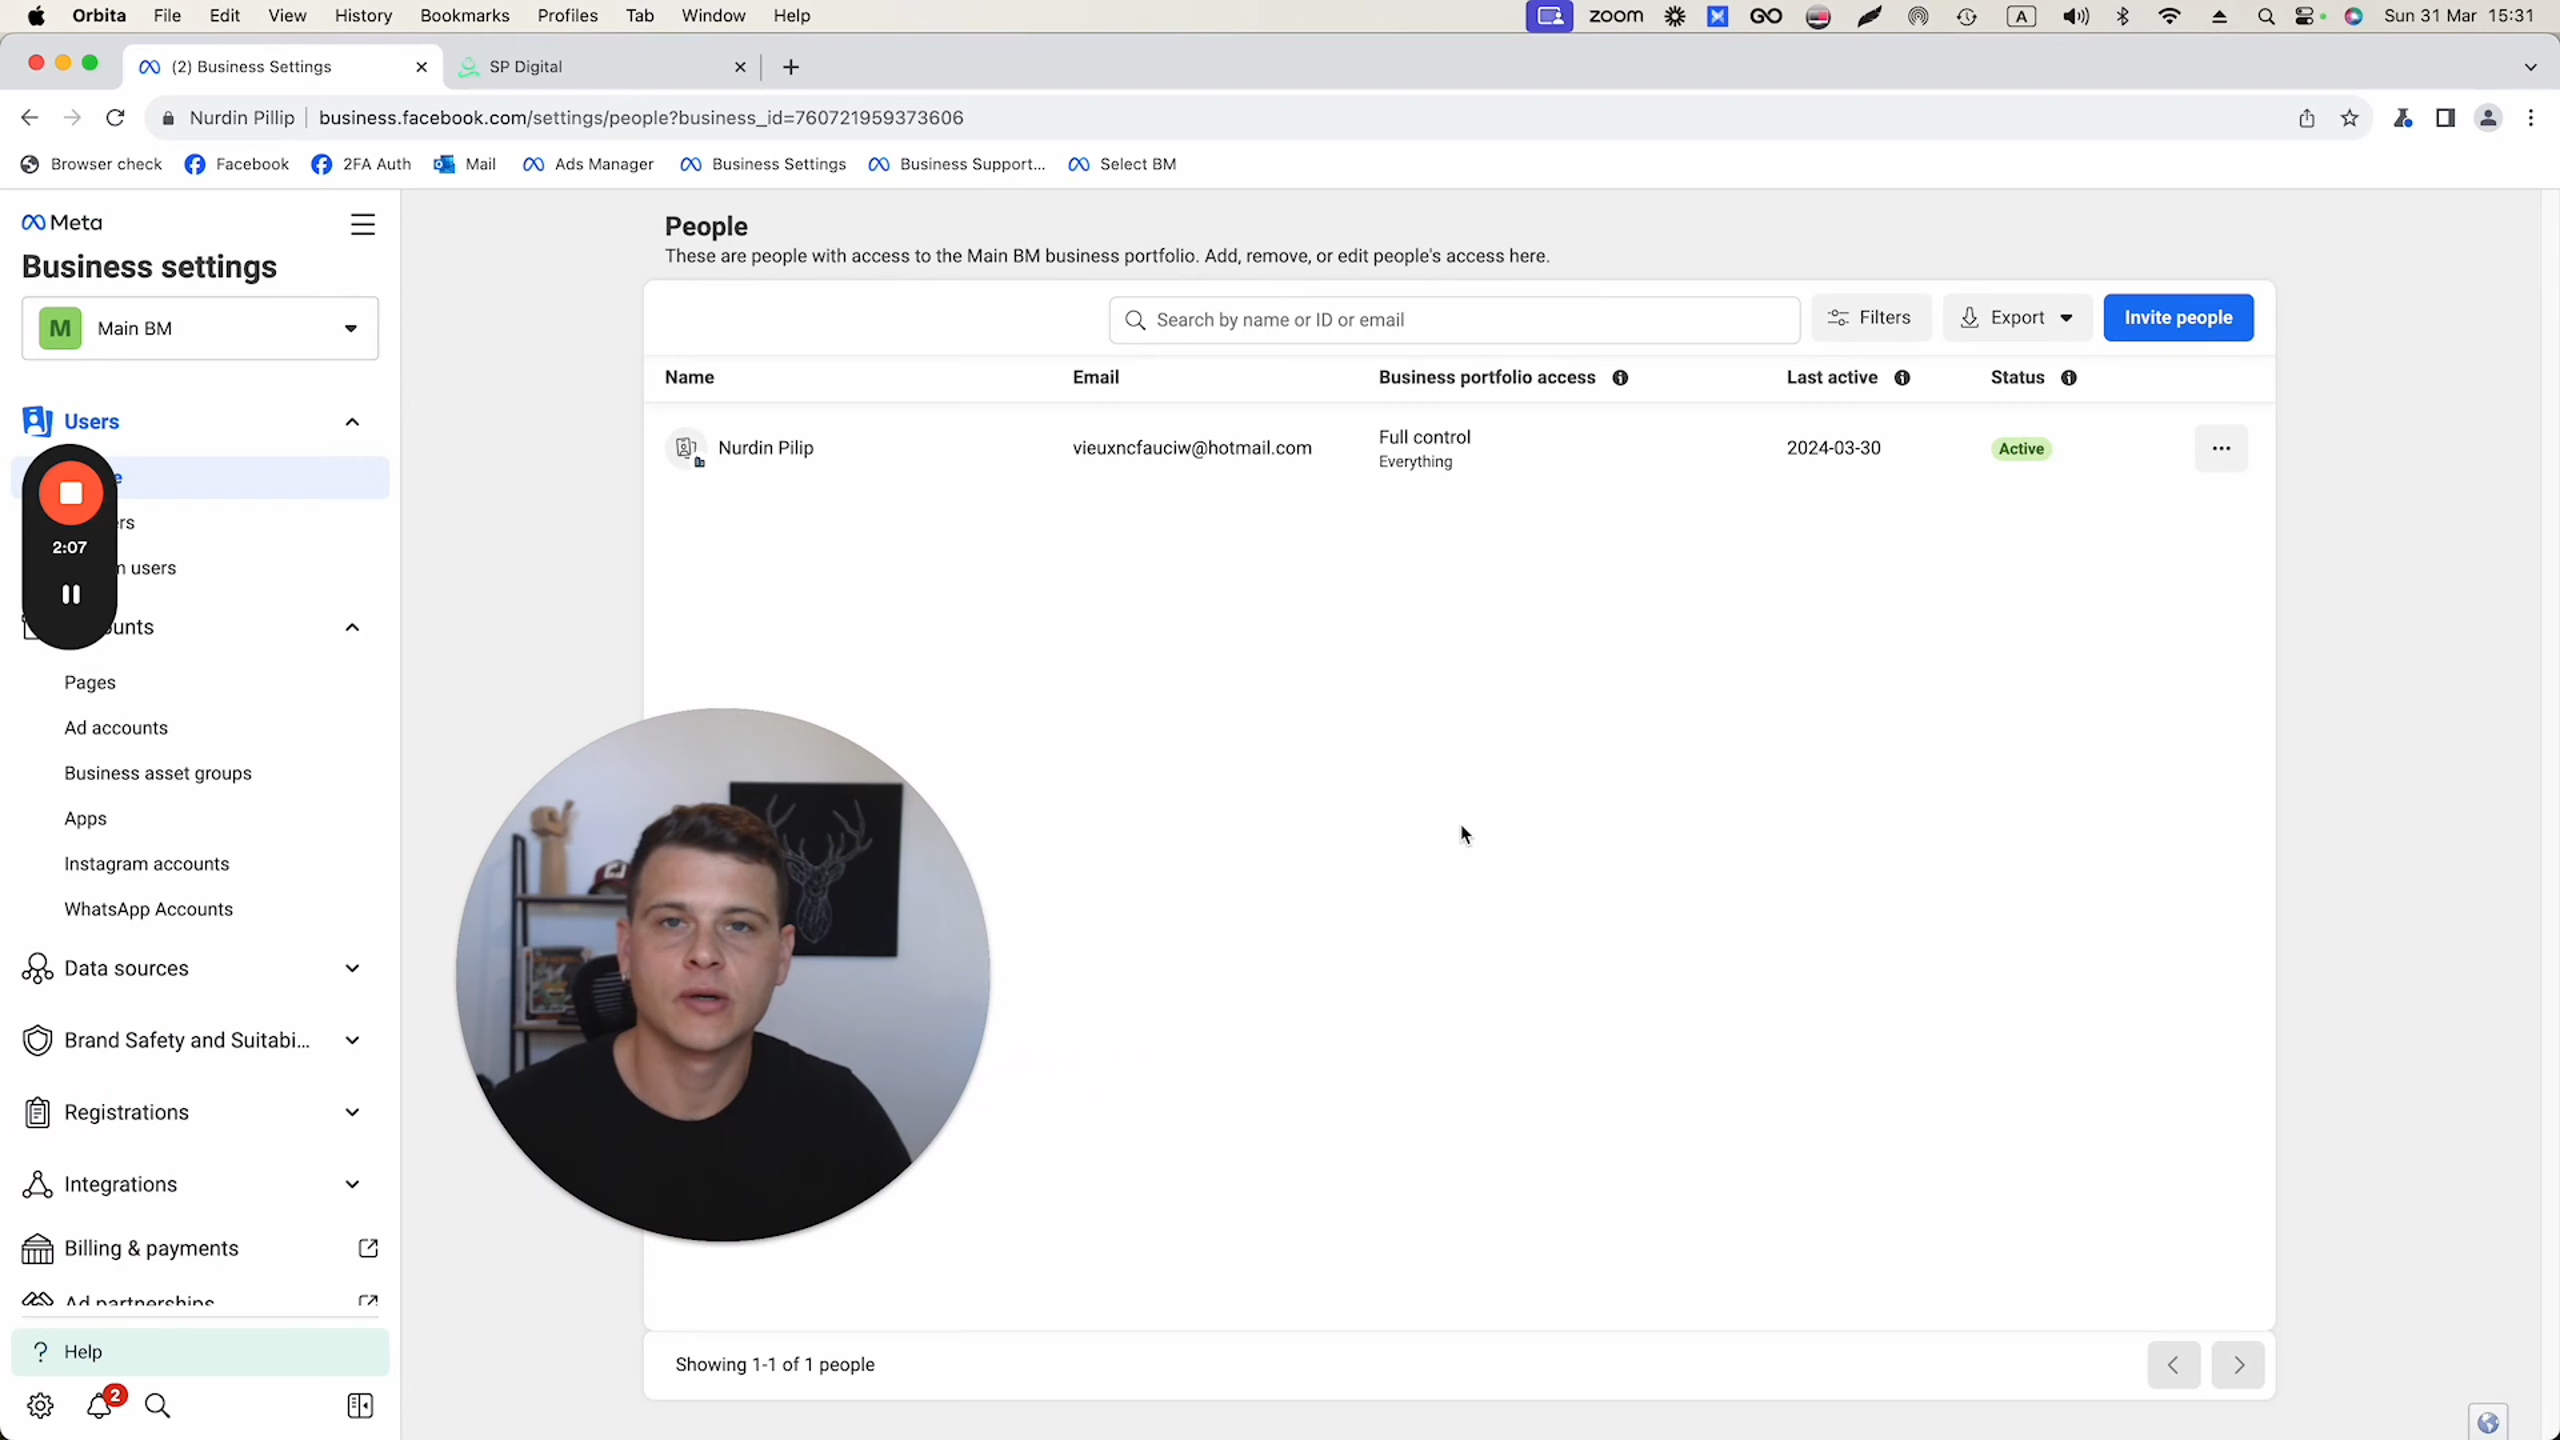 Orbita File Edit View History Bookmarks Profiles Tab Window Help zoom A Sun 31 Mar 15:31
(2) Business Settings SP Digital
Nurdin Pillip business.facebook.com/settings/people?business_id=760721959373606
Browser check Facebook 2FA Auth Mail Ads Manager Business Settings Business Support... Select BM
Meta
Business settings
M Main BM
Users
2:07
users
Pages
Ad accounts
Business asset groups
Apps
Instagram accounts
WhatsApp Accounts
Data sources
Brand Safety and Suitabi...
Registrations
Integrations
Billing & payments
Ad partnerships
? Help
2
People
These are people with access to the Main BM business portfolio. Add, remove, or edit people's access here.
Search by name or ID or email Filters Export Invite people
Name Email Business portfolio access Last active Status
Nurdin Pilip vieuxncfauciw@hotmail.com Full control 2024-03-30 Active
Everything
Showing 1-1 of 1 people